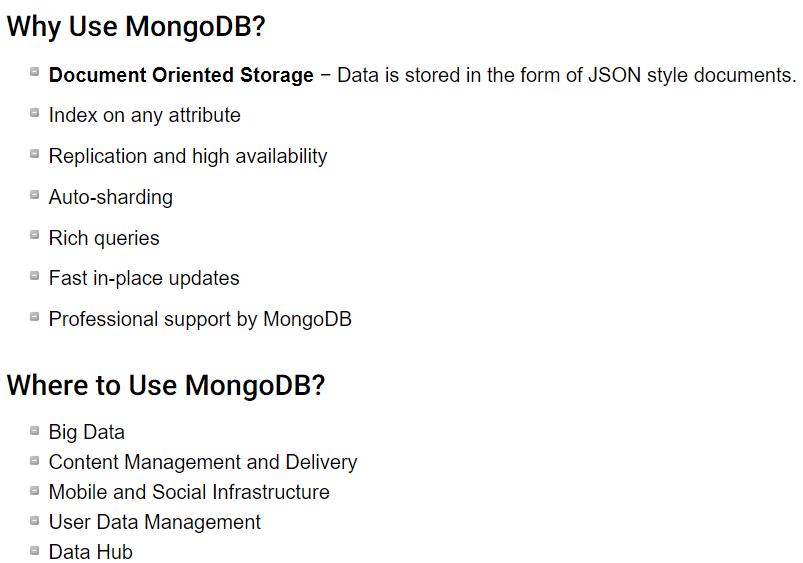 Why Use MongoDB?
Document Oriented Storage − Data is stored in the form of JSON style documents.
Index on any attribute
Replication and high availability
Auto-sharding
Rich queries
Fast in-place updates
Professional support by MongoDB
Where to Use MongoDB?
Big Data
Content Management and Delivery
Mobile and Social Infrastructure
User Data Management
Data Hub